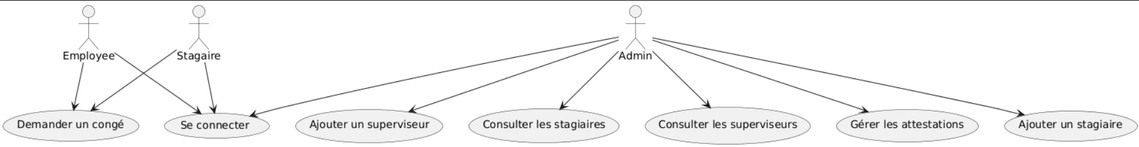 Employee
Stagaire
Admin
Demander un congé
Se connecter
Ajouter un superviseur
Consulter les stagiaires
Consulter les superviseurs
Gérer les attestations
Ajouter un stagiaire